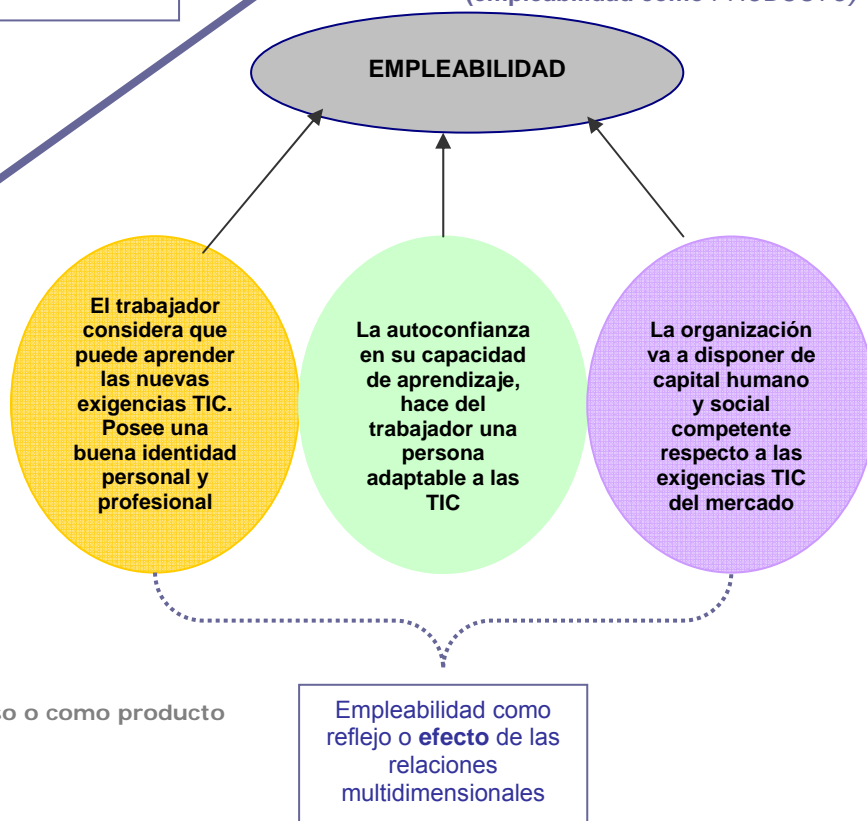 (empleabilidad como PRODUCTO)
EMPLEABILIDAD
El trabajador
considera que
puede aprender
las nuevas
exigencias TIC.
Posee una
buena identidad
personal y
profesional
La autoconfianza
en su capacidad
de aprendizaje,
hace del
trabajador una
persona
adaptable a las
TIC
La organización
va a disponer de
capital humano
y social
competente
respecto a las
exigencias TIC
del mercado
o como producto
Empleabilidad como
reflejo o efecto de las
relaciones
multidimensionales